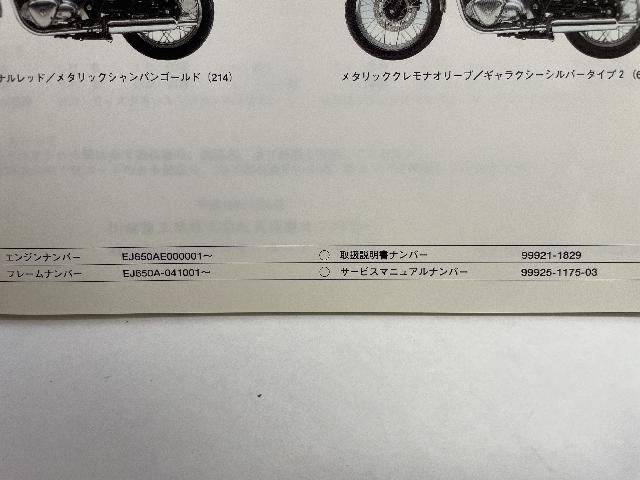 ナルレッド／メタリックシャンパンゴールド（214）
メタリッククレモナオリーブ／ギャラクシーシルバータイプ2（6
エンジンナンバー EJ650AE000001〜
フレームナンバー EJ650A-041001〜
取扱説明書ナンバー 99921-1829
サービスマニュアルナンバー 99925-1175-03